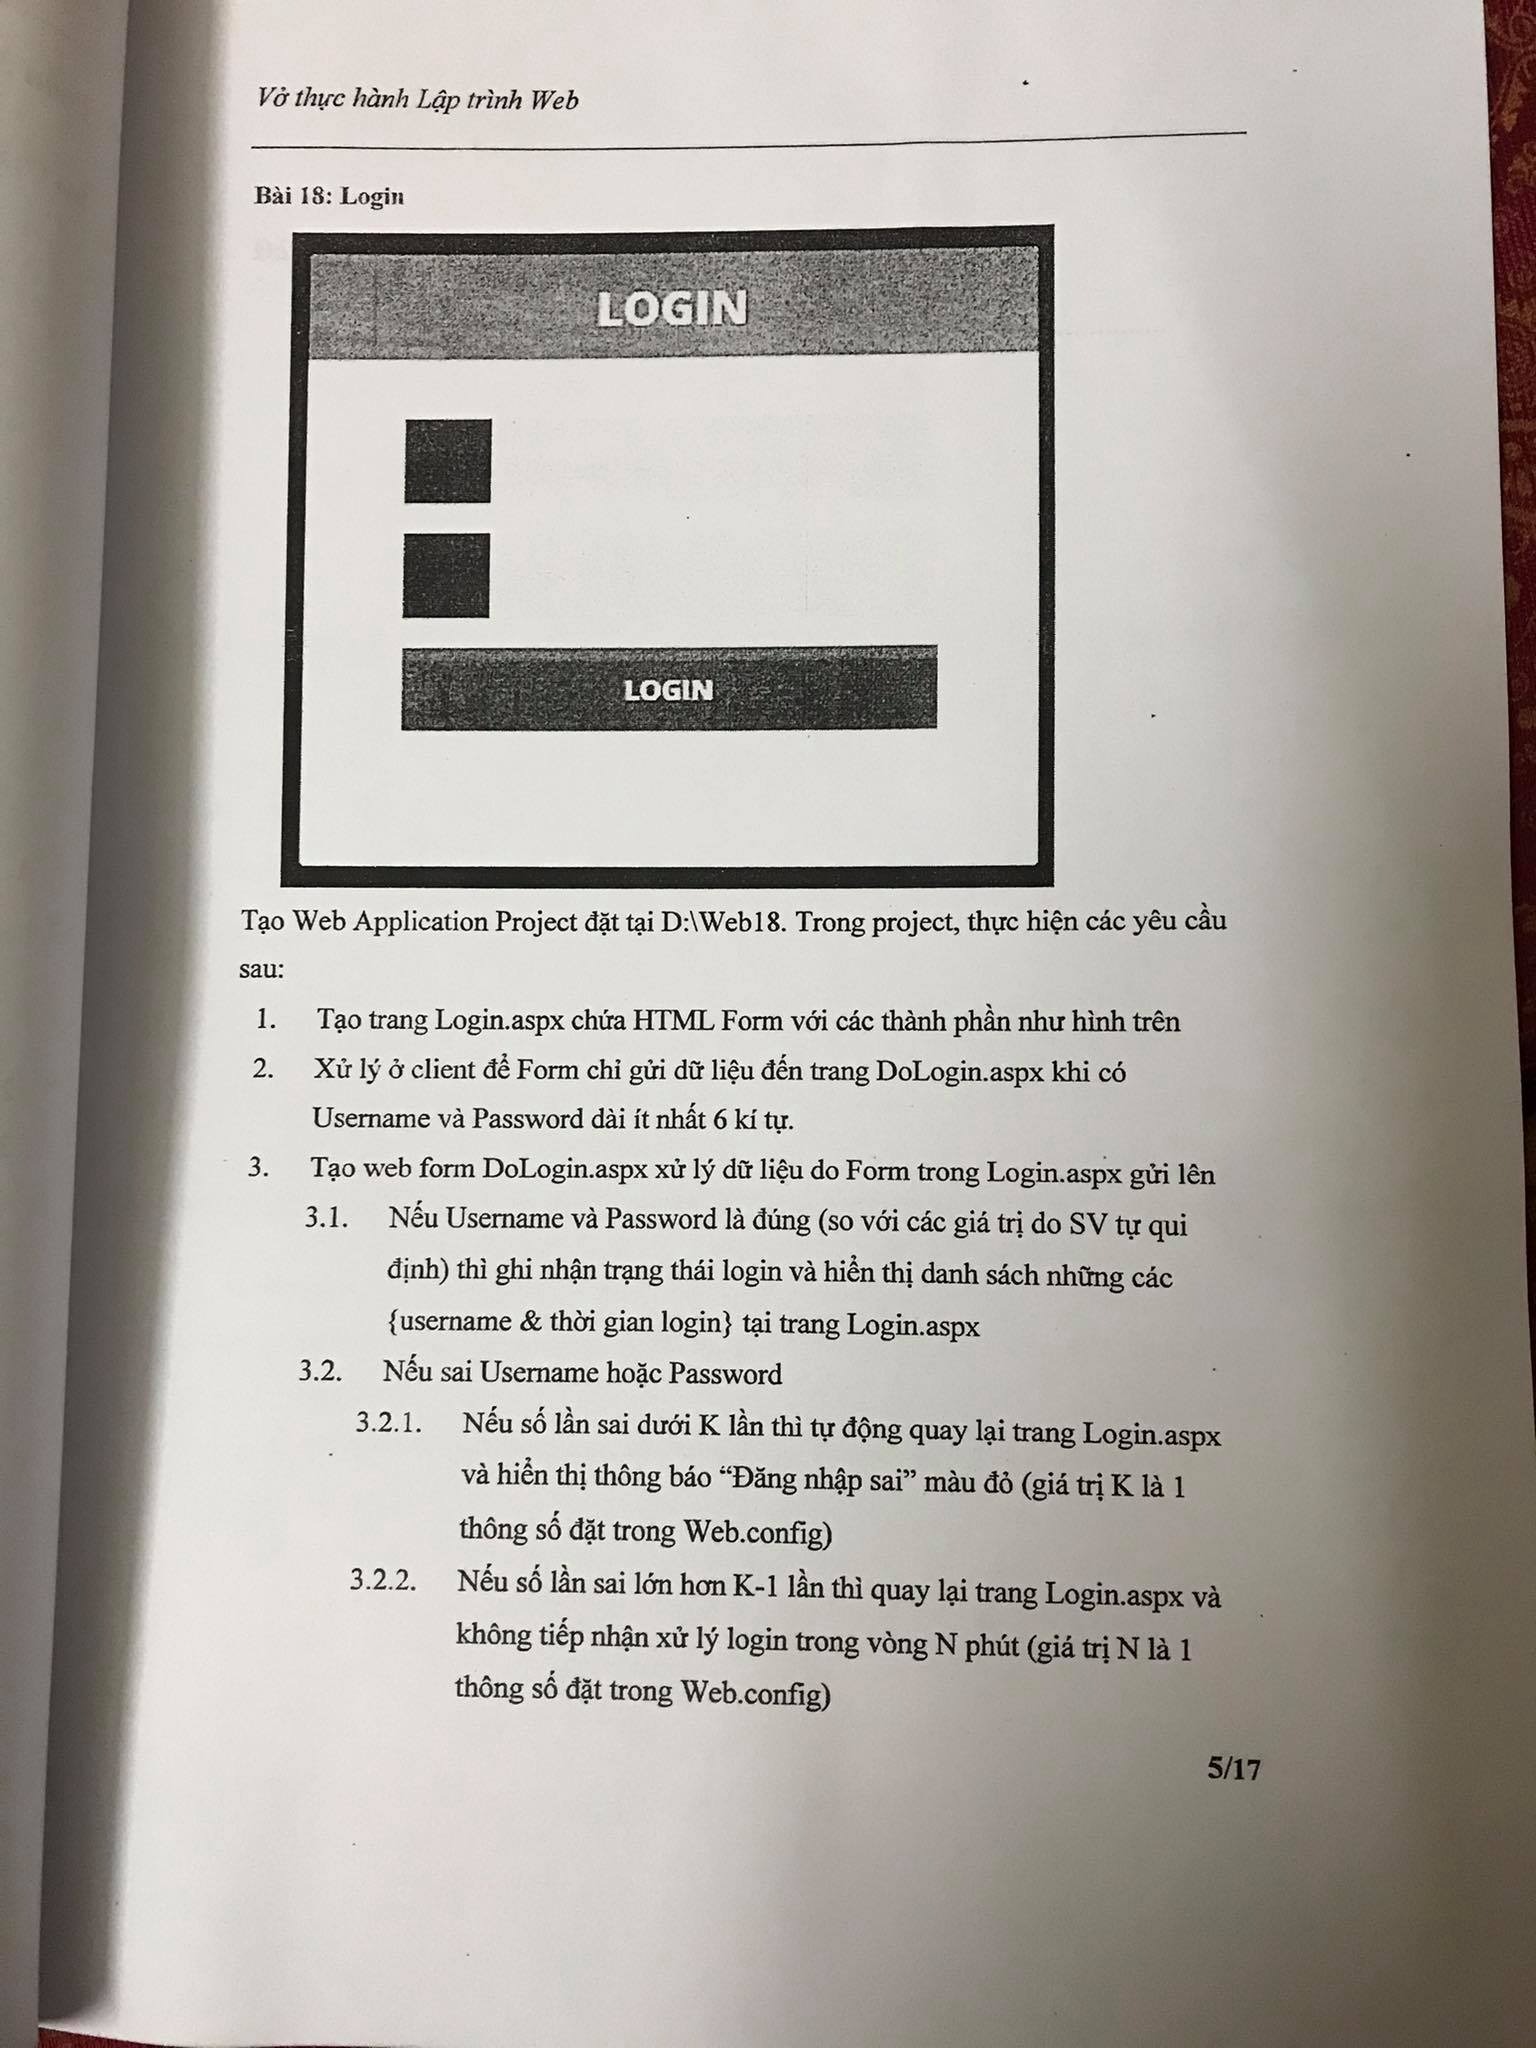 Vở thực hành Lập trình Web
Bài 18: Login
LOGIN
LOGIN
Tạo Web Application Project đặt tại D:\Web18. Trong project, thực hiện các yêu cầu
sau:
1. Tạo trang Login.aspx chứa HTML Form với các thành phần như hình trên
2. Xử lý ở client để Form chỉ gửi dữ liệu đến trang DoLogin.aspx khi có
Username và Password dài ít nhất 6 kí tự.
3. Tạo web form DoLogin.aspx xử lý dữ liệu do Form trong Login.aspx gửi lên
3.1. Nếu Username và Password là đúng (so với các giá trị do SV tự qui
định) thì ghi nhận trạng thái login và hiển thị danh sách những các
{username & thời gian login} tại trang Login.aspx
3.2. Nếu sai Username hoặc Password
3.2.1. Nếu số lần sai dưới K lần thì tự động quay lại trang Login.aspx
và hiển thị thông báo “Đăng nhập sai” màu đỏ (giá trị K là 1
thông số đặt trong Web.config)
3.2.2. Nếu số lần sai lớn hơn K-1 lần thì quay lại trang Login.aspx và
không tiếp nhận xử lý login trong vòng N phút (giá trị N là 1
thông số đặt trong Web.config)
5/17